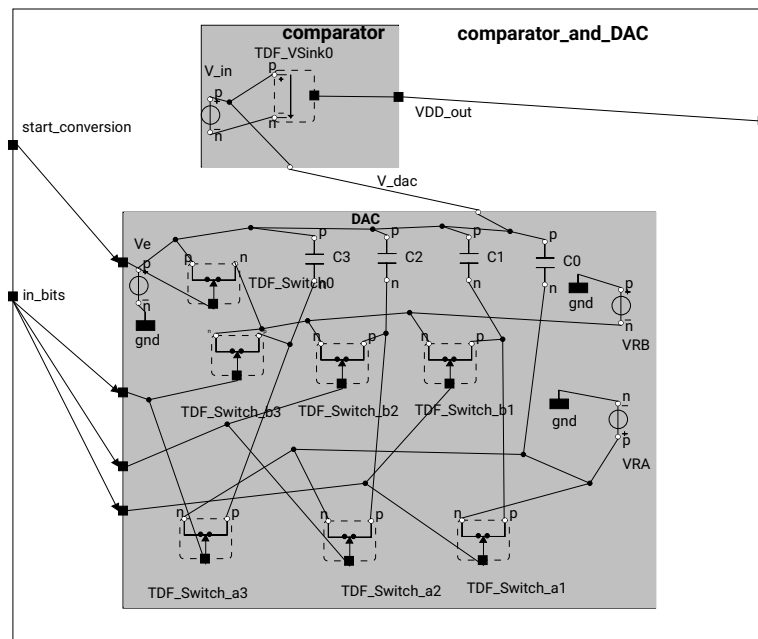 comparator
comparator_and_DAC
TDF_VSink0
V_in
p
p
+
+
n
n
n
VDD_out
start_conversion
V_dac
DAC
Ve
p
p
n
p
C3
n
p
C2
n
p
C1
n
p
C0
n
TDF_Switch0
gnd
p
+
n
VRB
in_bits
p
+
n
gnd
n
p
n
p
n
p
TDF_Switch_b3
TDF_Switch_b2
TDF_Switch_b1
gnd
n
+
p
VRA
n
p
n
p
n
p
TDF_Switch_a3
TDF_Switch_a2
TDF_Switch_a1